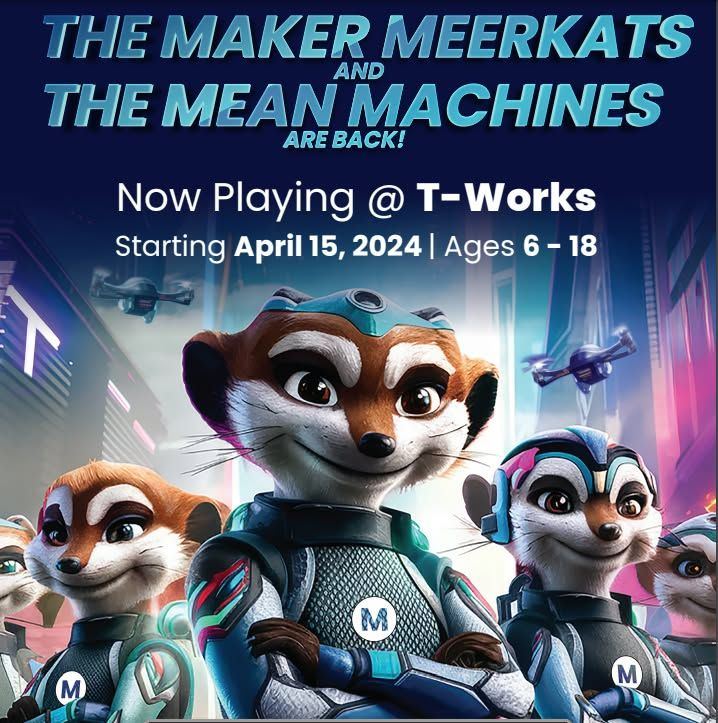 THE MAKER MEERKATS
AND
THE MEAN MACHINES
ARE BACK!
Now Playing @ T-Works
Starting April 15, 2024 | Ages 6 - 18
T
M
M
M